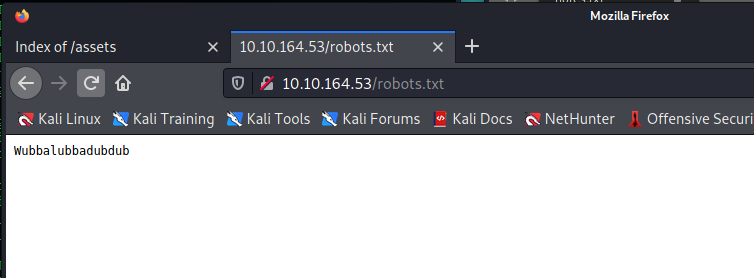 Mozilla Firefox
Index of /assets
10.10.164.53/robots.txt
10.10.164.53/robots.txt
Kali Linux Kali Training Kali Tools Kali Forums Kali Docs NetHunter Offensive Securi
Wubbalubbadubdub